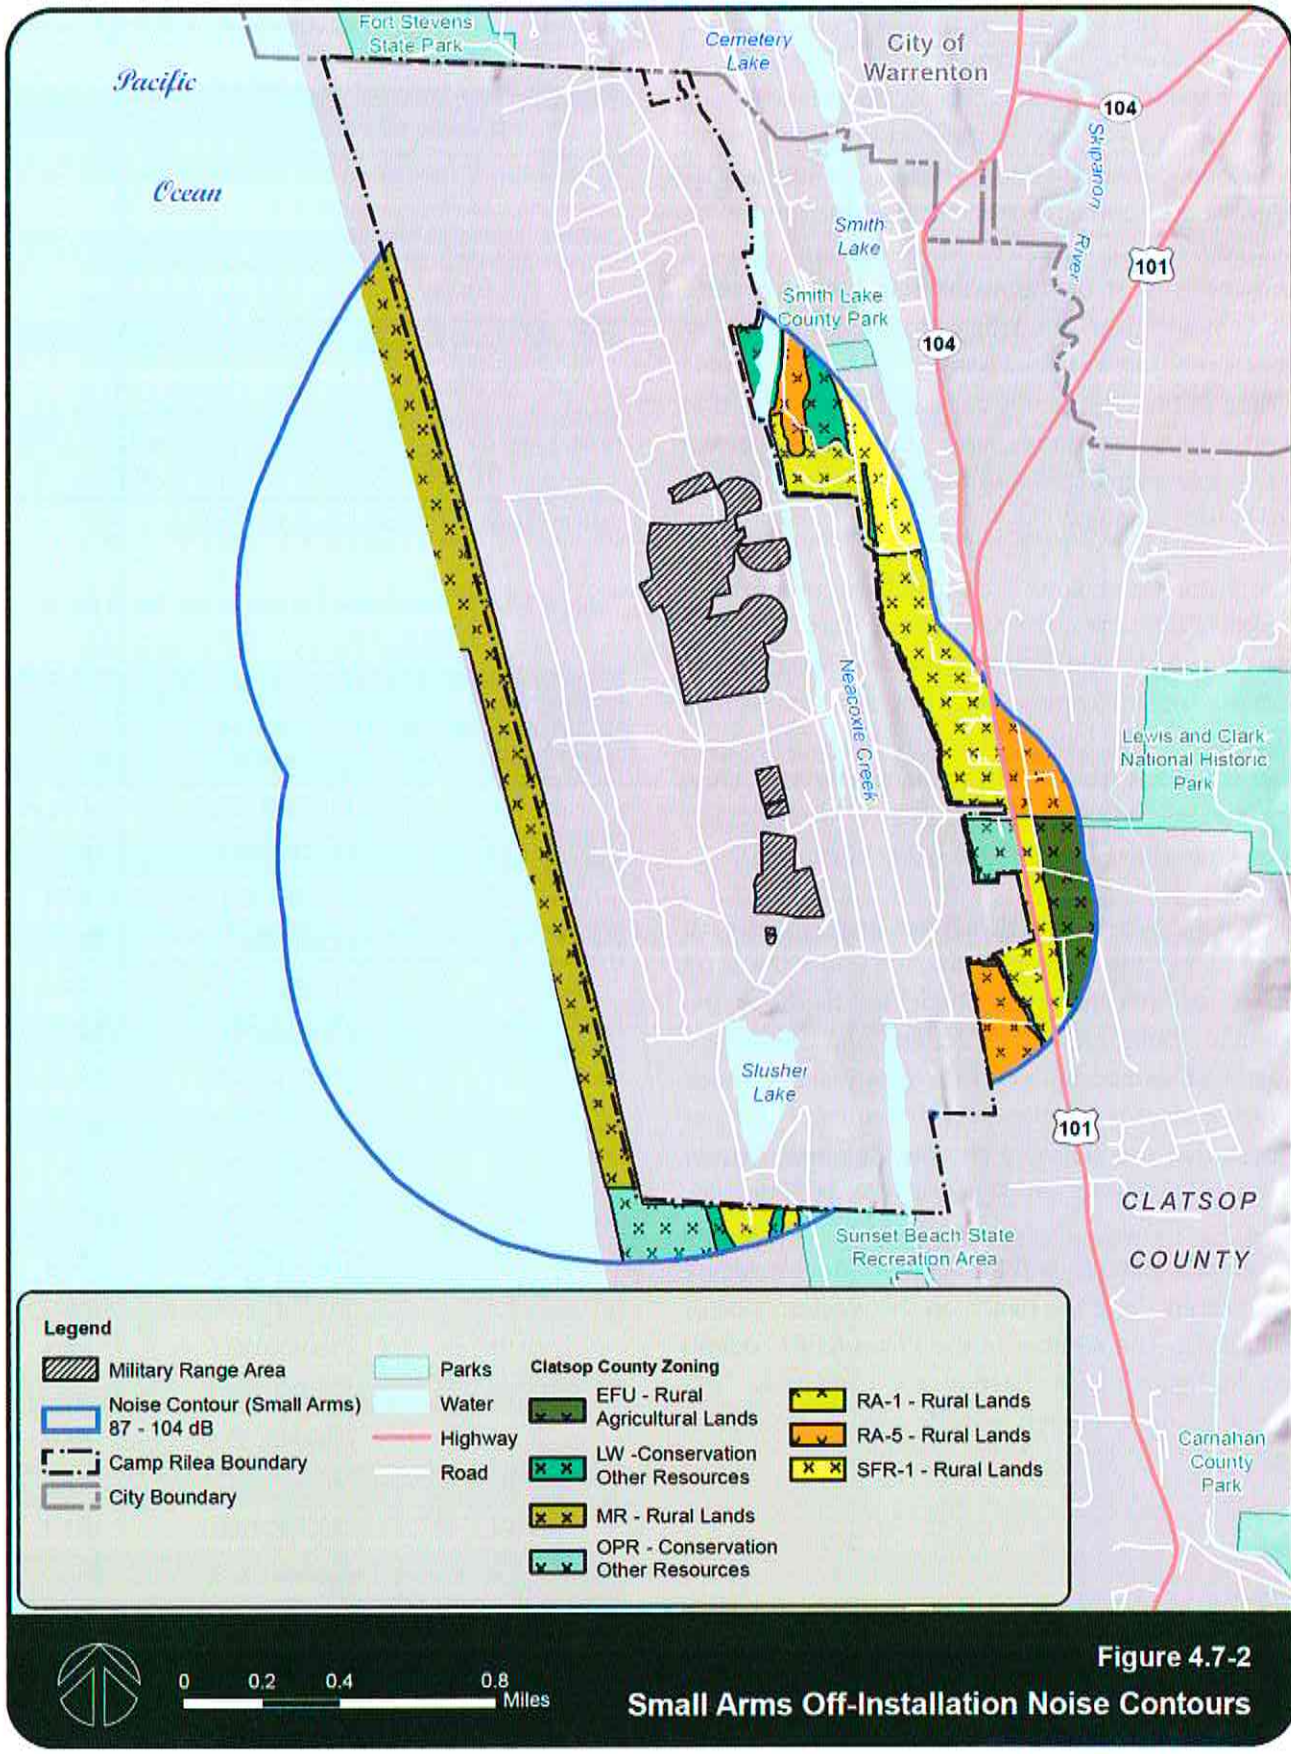 Fort Stevens
State Park
Cemetery
Lake
City of
Warrenton
Pacific
Ocean
104
Skipanon
River
Smith
Lake
101
Smith Lake
County Park
104
Neacoxie Creek
Lewis and Clark
National Historic
Park
Slusher
Lake
101
CLATSOP
COUNTY
Sunset Beach State
Recreation Area
Carnahan
County
Park
Legend
Military Range Area
Noise Contour (Small Arms)
87 - 104 dB
Camp Rilea Boundary
City Boundary
Parks
Water
Highway
Road
Clatsop County Zoning
EFU - Rural
Agricultural Lands
LW -Conservation
Other Resources
MR - Rural Lands
OPR - Conservation
Other Resources
RA-1 - Rural Lands
RA-5 - Rural Lands
SFR-1 - Rural Lands
0 0.2 0.4 0.8
Miles
Figure 4.7-2
Small Arms Off-Installation Noise Contours